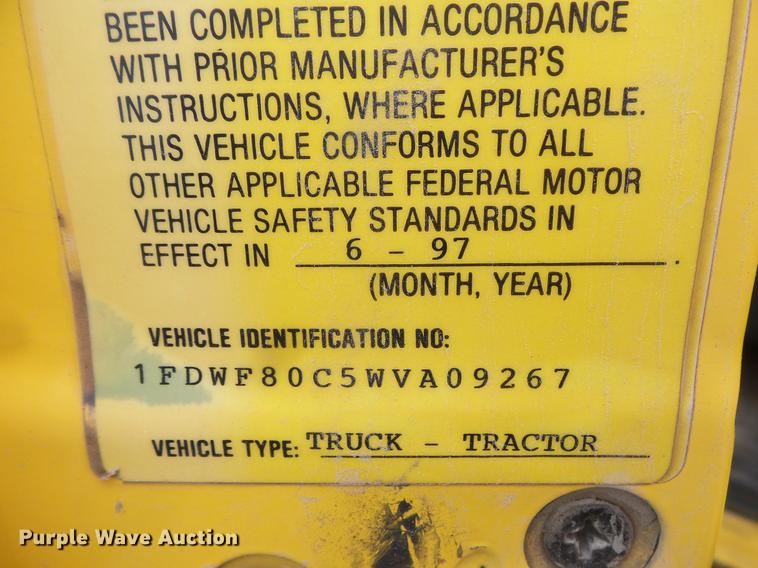 BEEN COMPLETED IN ACCORDANCE
WITH PRIOR MANUFACTURER'S
INSTRUCTIONS, WHERE APPLICABLE.
THIS VEHICLE CONFORMS TO ALL
OTHER APPLICABLE FEDERAL MOTOR
VEHICLE SAFETY STANDARDS IN
EFFECT IN 6 - 97.
(MONTH, YEAR)
VEHICLE IDENTIFICATION NO:
1FDWF80C5WVA09267
VEHICLE TYPE: TRUCK - TRACTOR
Purple Wave Auction